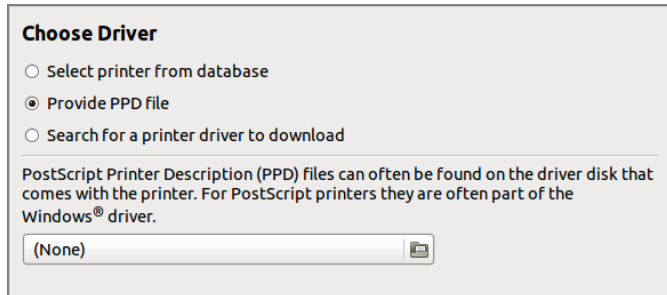 Choose Driver
Select printer from database
Provide PPD file
Search for a printer driver to download
PostScript Printer Description (PPD) files can often be found on the driver disk that
comes with the printer. For PostScript printers they are often part of the
Windows® driver.
(None)